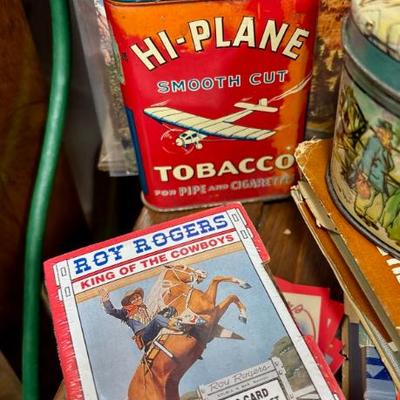 HI-PLANE
SMOOTH CUT
TOBACCO
FOR PIPE AND CIGARETTES
ROY ROGERS
KING OF THE COWBOYS
Roy Rogers
CARD